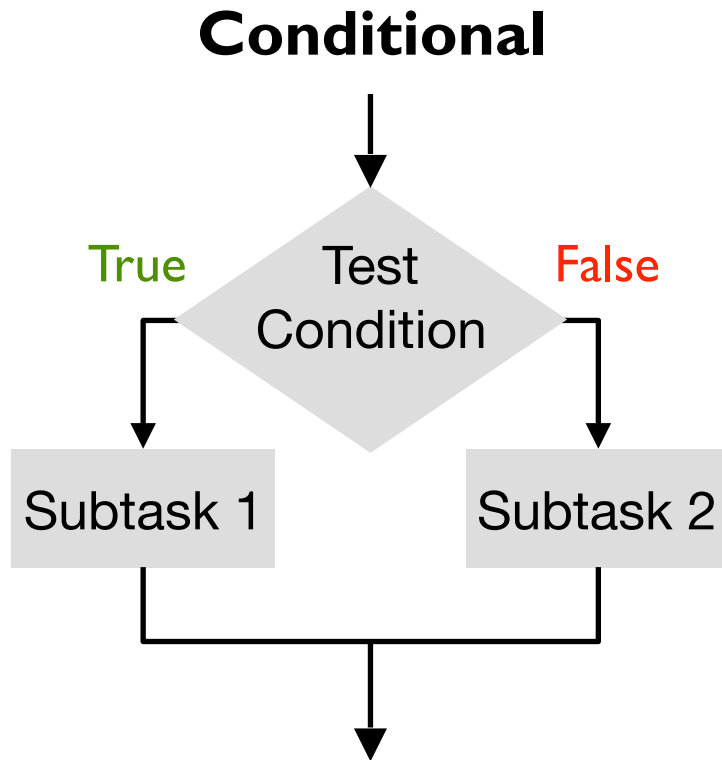 Conditional
True
Test
False
Condition
Subtask 1
Subtask 2